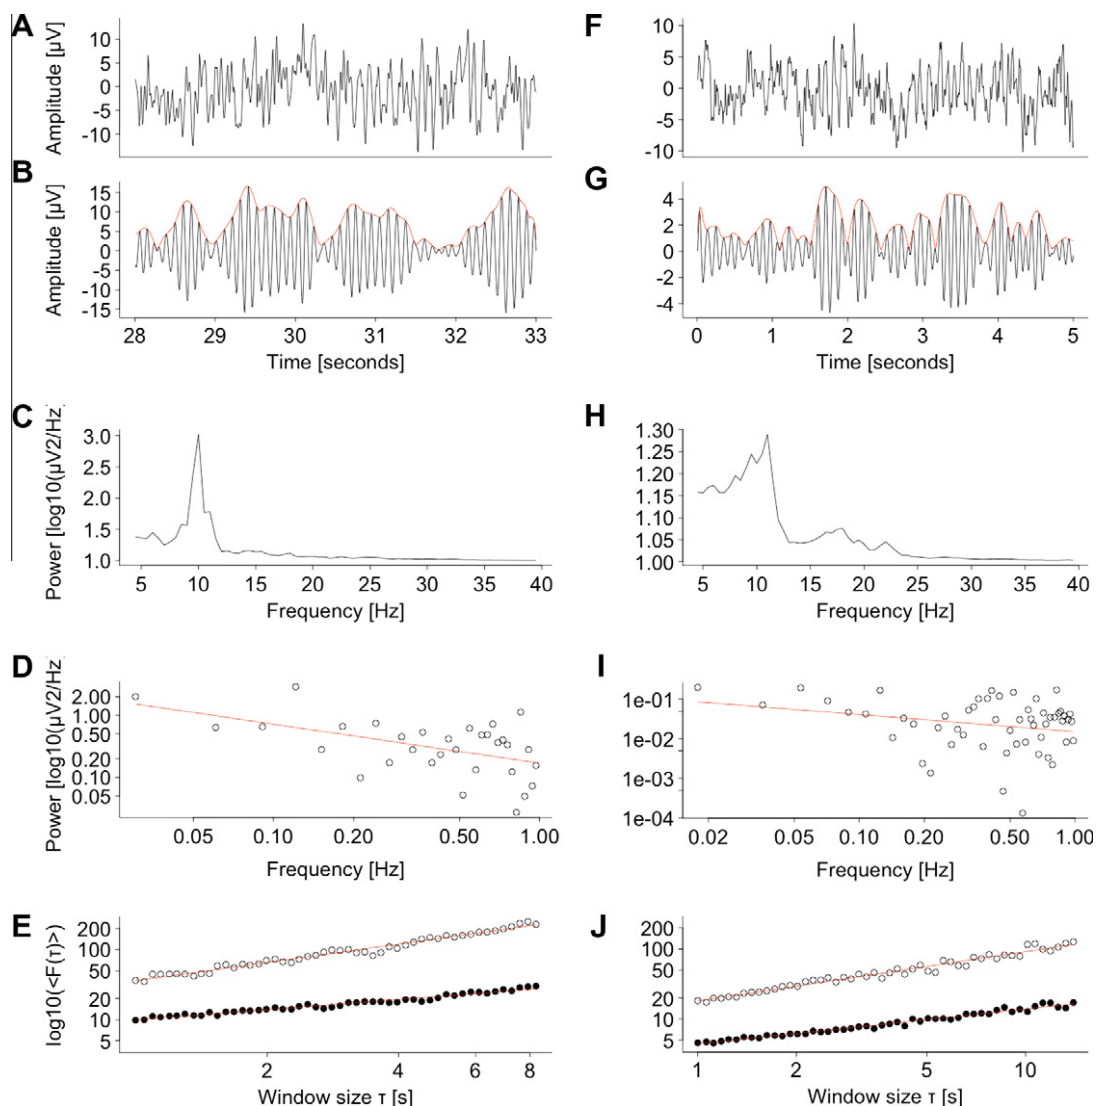 A
Amplitude [µV]
10
5
0
-5
-10
B
Amplitude [µV]
15
10
5
0
-5
-10
-15
28 29 30 31 32 33
Time [seconds]
C
Power [log10(µV2/Hz)
3.0
2.5
2.0
1.5
1.0
5 10 15 20 25 30 35 40
Frequency [Hz]
D
Power [log10(µV2/Hz)
2.00
1.00
0.50
0.20
0.10
0.05
0.05 0.10 0.20 0.50 1.00
Frequency [Hz]
E
log10(<F(τ)>)
200
100
50
20
10
5
2 4 6 8
Window size τ [s]
F
10
5
0
-5
-10
G
4
2
0
-2
-4
0 1 2 3 4 5
Time [seconds]
H
1.30
1.25
1.20
1.15
1.10
1.05
1.00
5 10 15 20 25 30 35 40
Frequency [Hz]
I
1e-01
1e-02
1e-03
1e-04
0.02 0.05 0.10 0.20 0.50 1.00
Frequency [Hz]
J
200
100
50
20
10
5
1 2 5 10
Window size τ [s]